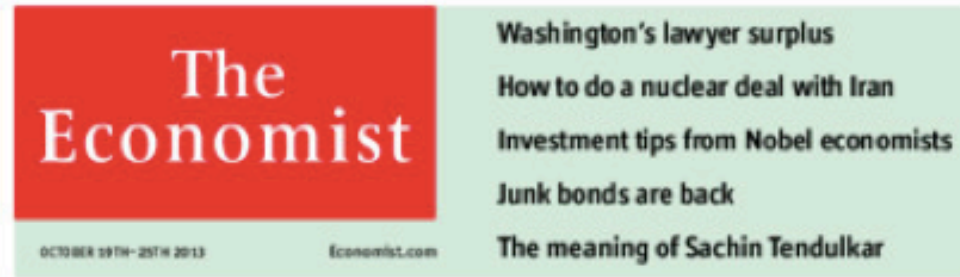 The
Economist
OCTOBER 19TH-25TH 2013
Economist.com
Washington's lawyer surplus
How to do a nuclear deal with Iran
Investment tips from Nobel economists
Junk bonds are back
The meaning of Sachin Tendulkar